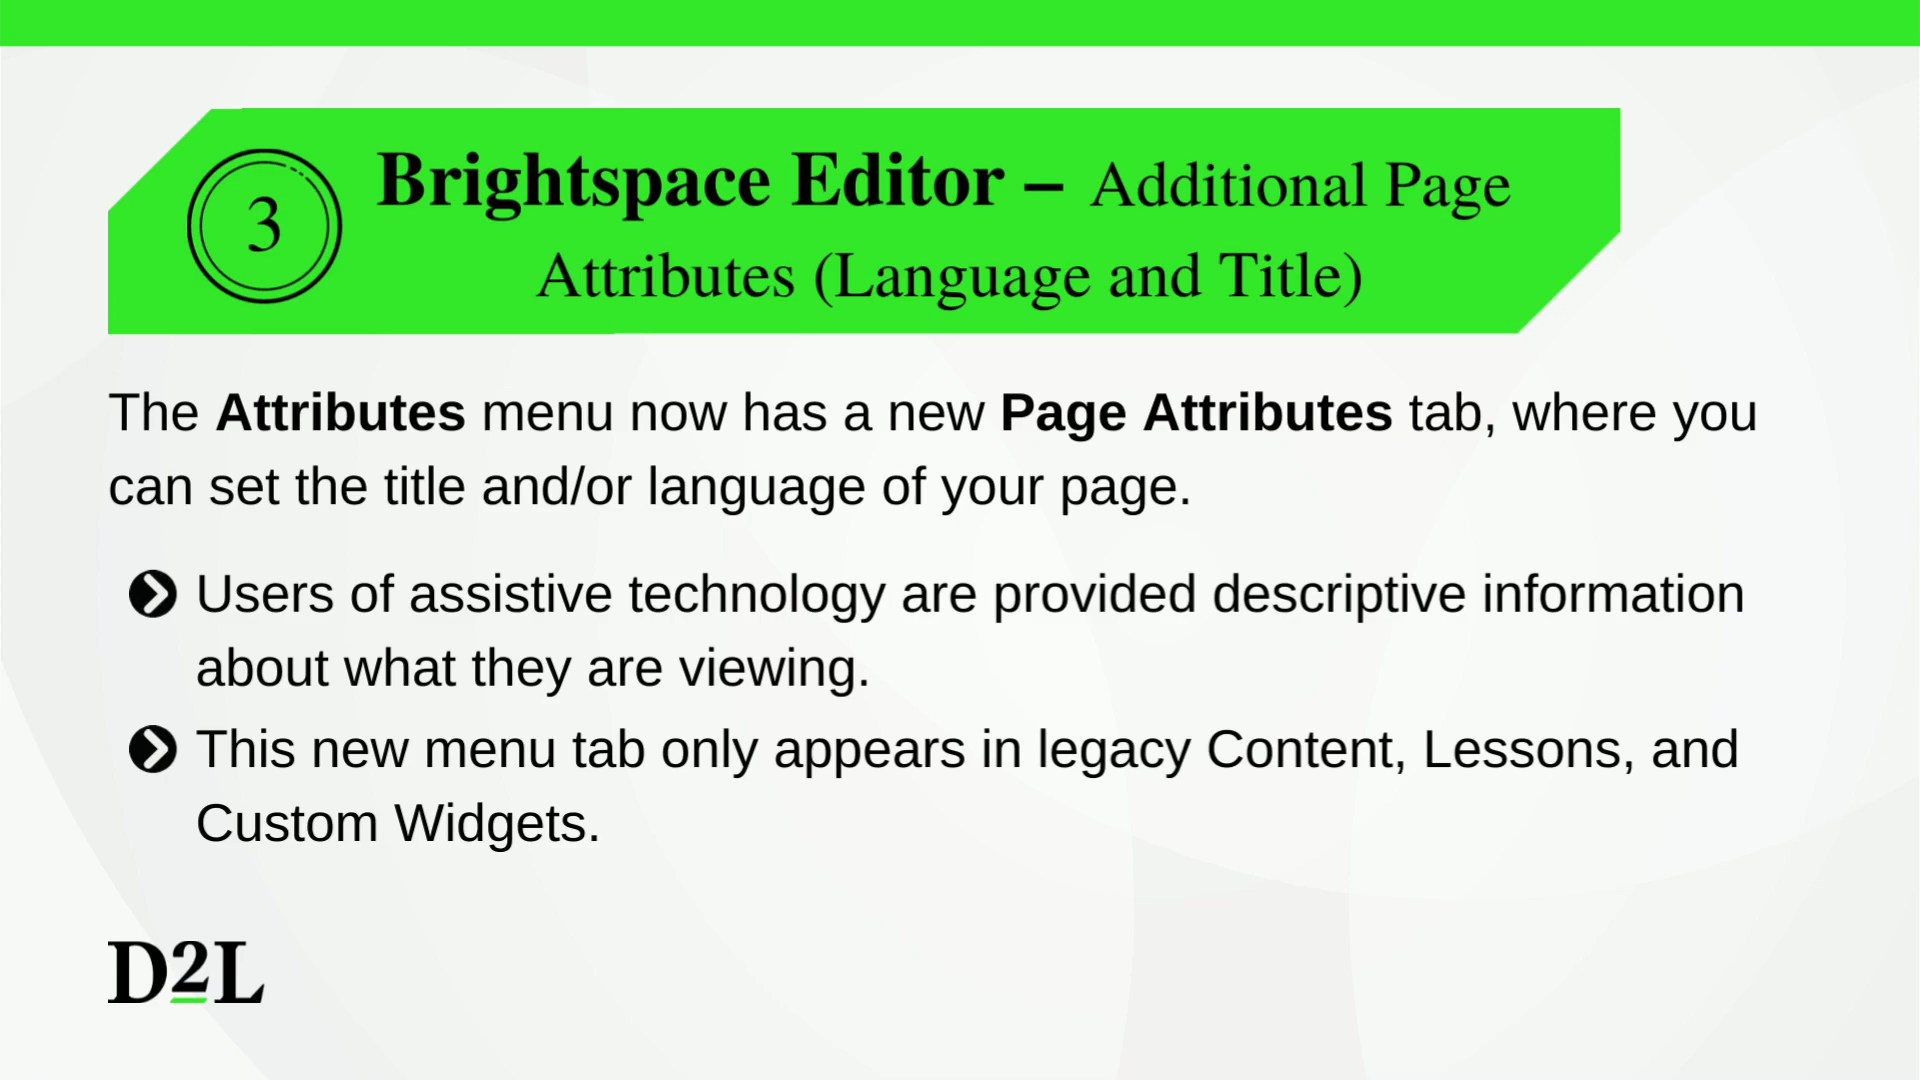 3
Brightspace Editor – Additional Page
Attributes (Language and Title)
The Attributes menu now has a new Page Attributes tab, where you
can set the title and/or language of your page.
Users of assistive technology are provided descriptive information
about what they are viewing.
This new menu tab only appears in legacy Content, Lessons, and
Custom Widgets.
D2L